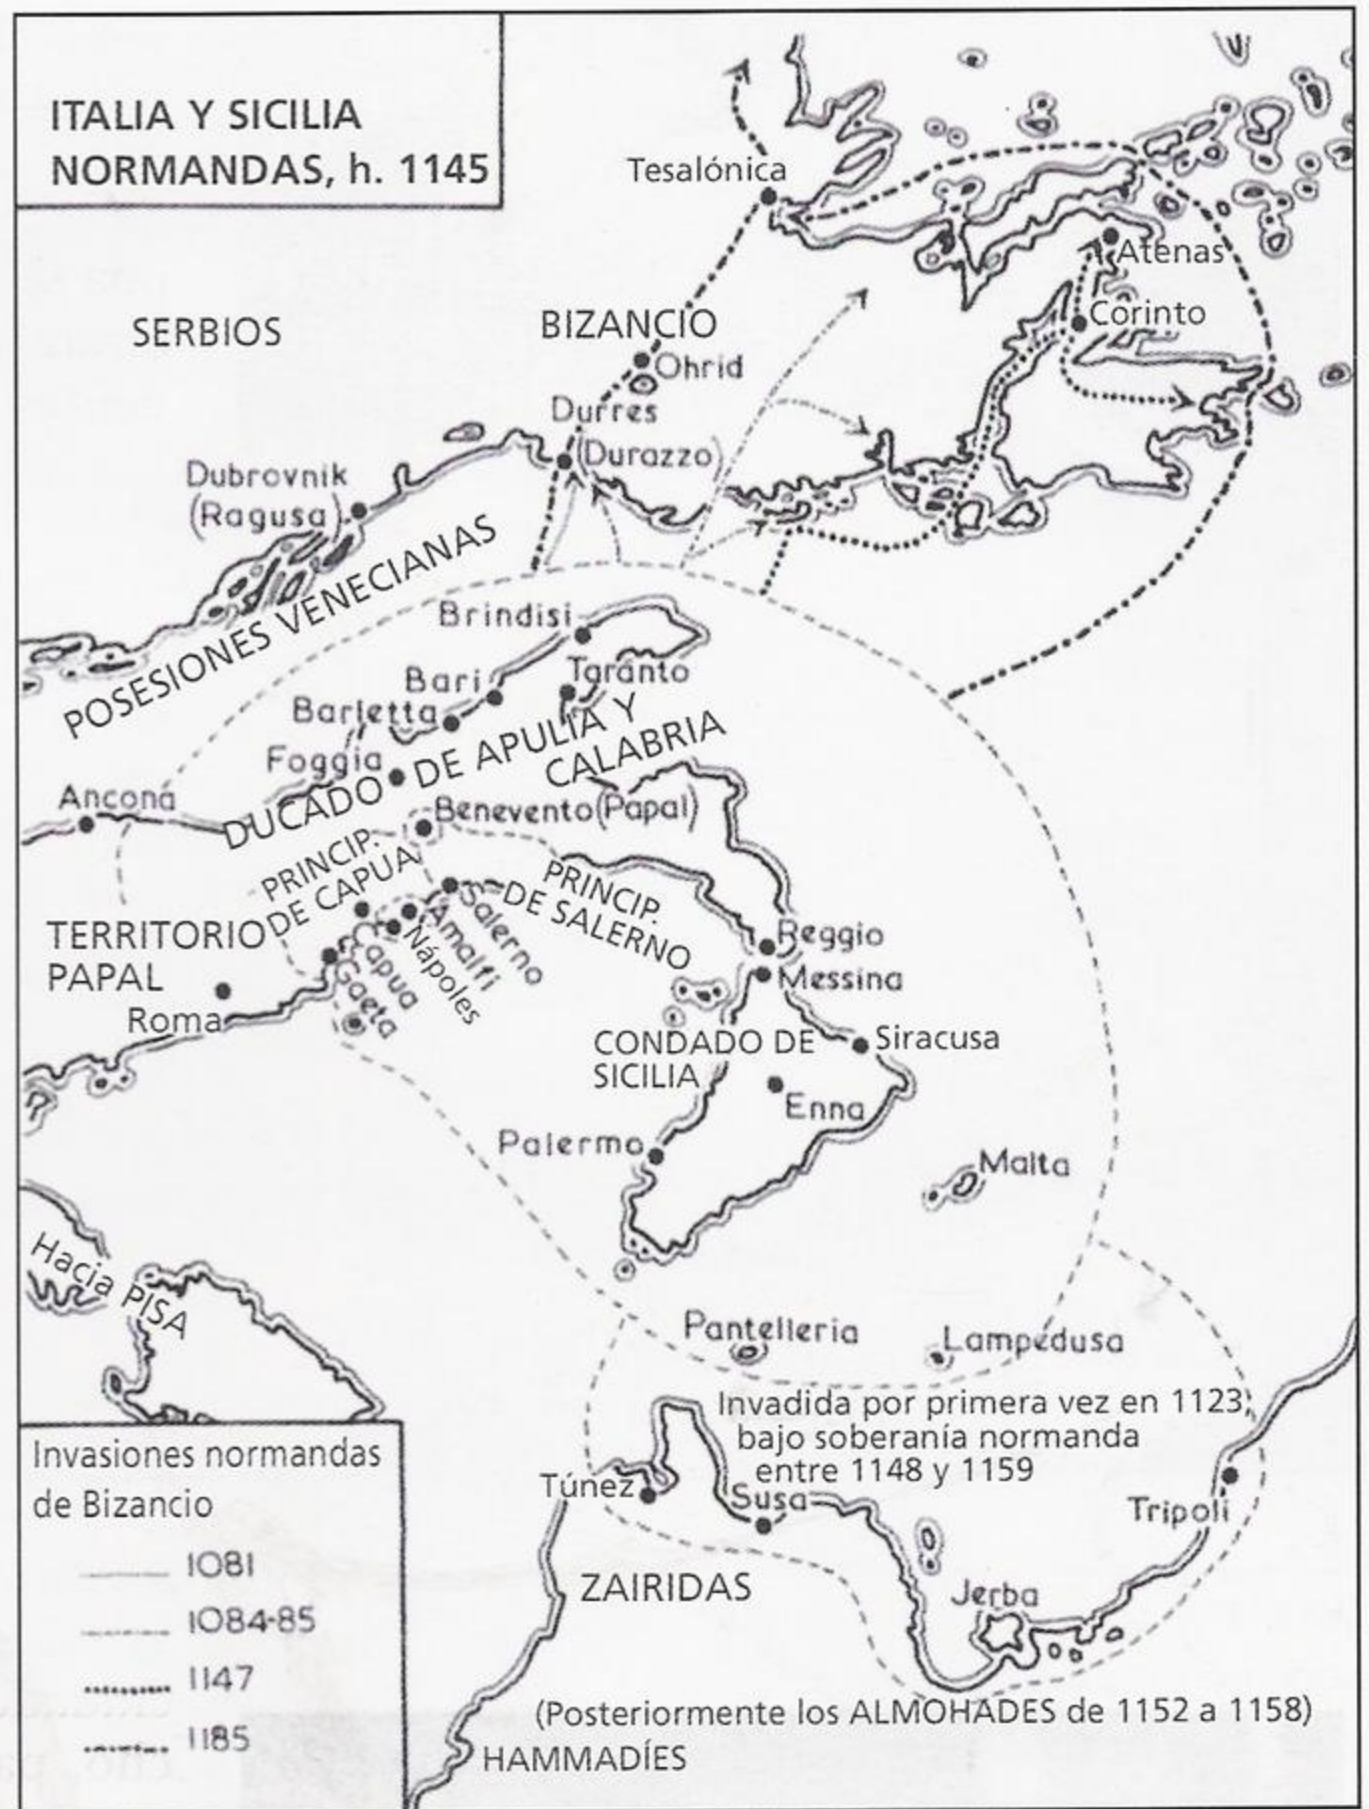 ITALIA Y SICILIA
NORMANDAS, h. 1145
Tesalónica
Atenas
Corinto
SERBIOS
BIZANCIO
Ohrid
Durres
(Durazzo)
Dubrovnik
(Ragusa)
POSESIONES VENECIANAS
Brindisi
Taranto
Bari
Barletta
Foggia
DUCADO DE APULIA Y
CALABRIA
Ancona
Benevento (Papal)
PRINCIP.
DE CAPUA
PRINCIP.
DE SALERNO
TERRITORIO
PAPAL
Roma
Salerno
Amalfi
Nápoles
Capua
Gaeta
Reggio
Messina
CONDADO DE
SICILIA
Siracusa
Enna
Palermo
Malta
Hacia PISA
Pantelleria
Lampedusa
Invadida por primera vez en 1123,
bajo soberanía normanda
entre 1148 y 1159
Túnez
Susa
Tripoli
ZAIRIDAS
Jerba
(Posteriormente los ALMOHADES de 1152 a 1158)
HAMMADÍES
Invasiones normandas
de Bizancio
1081
1084-85
1147
1185